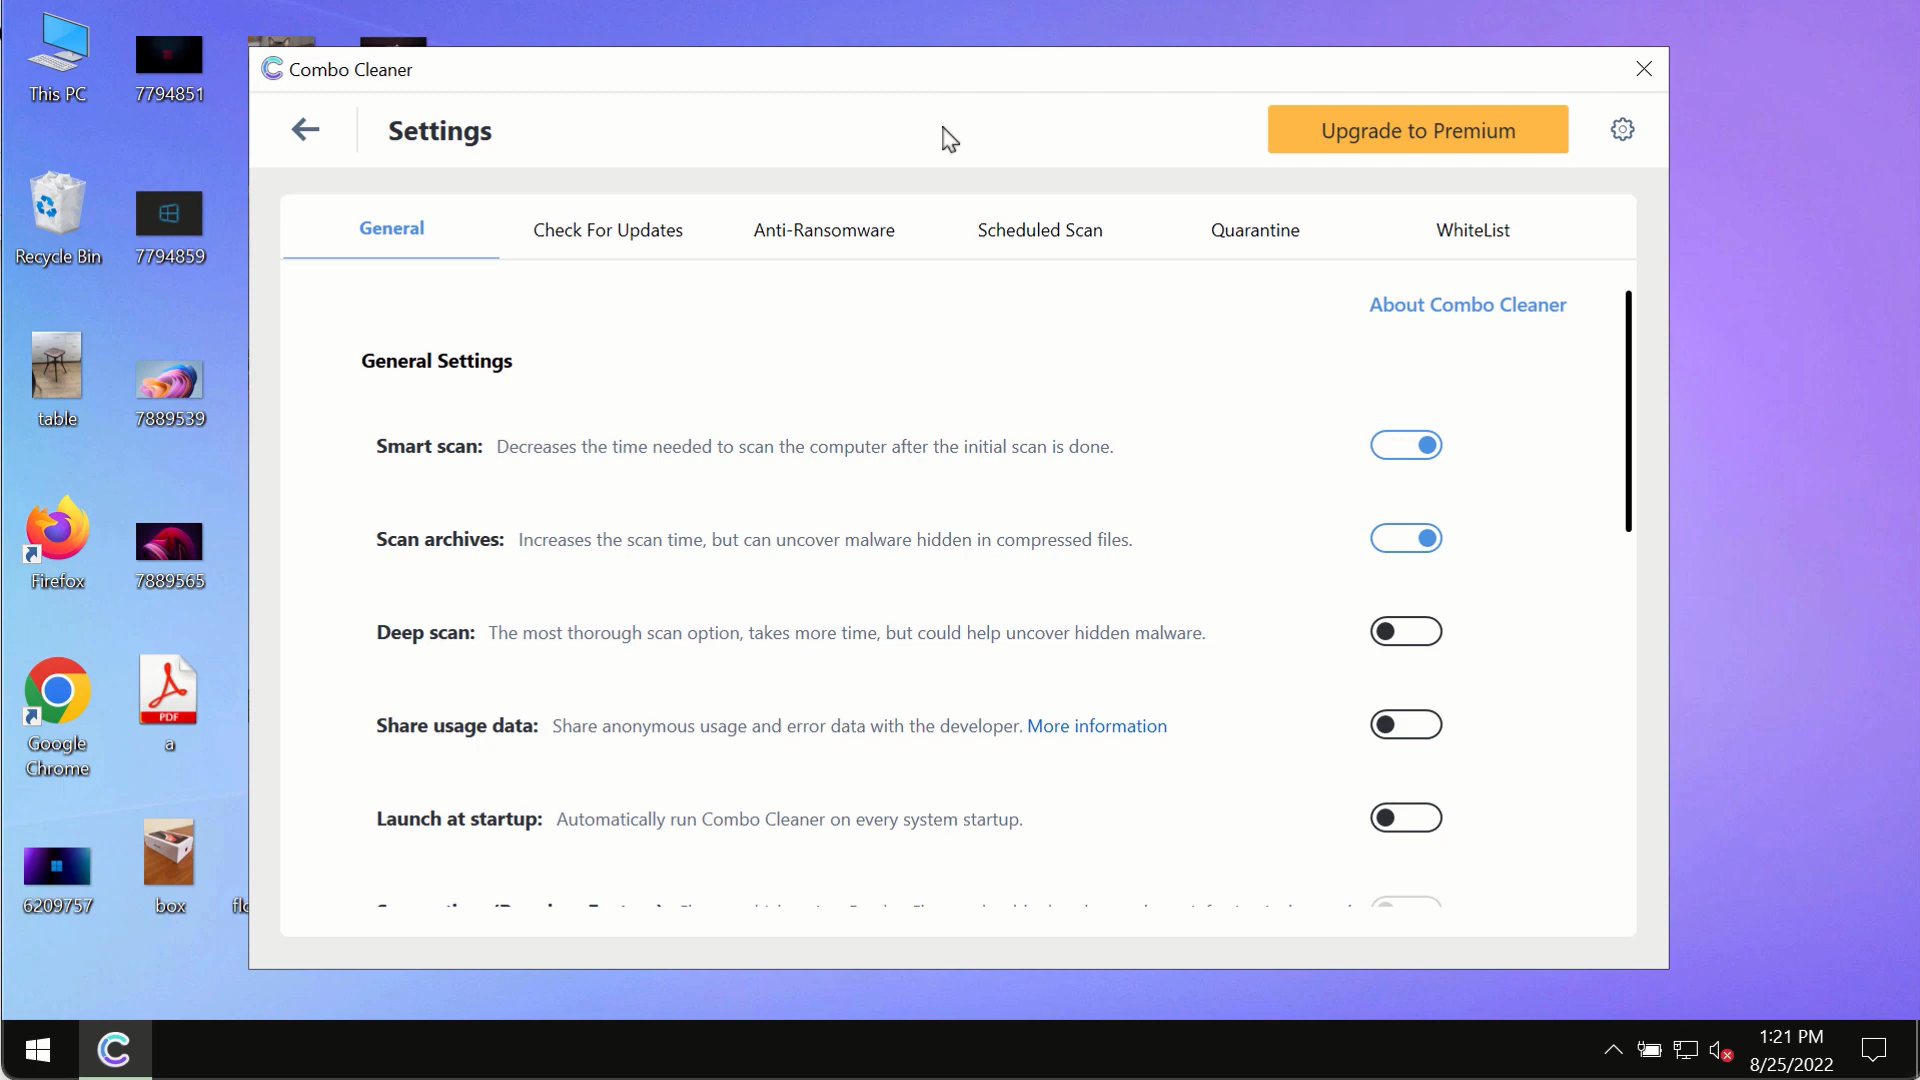 This PC
7794851
Recycle Bin
7794859
table
7889539
Firefox
7889565
Google
Chrome
PDF
a
6209757
box
Combo Cleaner
Settings
Upgrade to Premium
General
Check For Updates
Anti-Ransomware
Scheduled Scan
Quarantine
WhiteList
About Combo Cleaner
General Settings
Smart scan: Decreases the time needed to scan the computer after the initial scan is done.
Scan archives: Increases the scan time, but can uncover malware hidden in compressed files.
Deep scan: The most thorough scan option, takes more time, but could help uncover hidden malware.
Share usage data: Share anonymous usage and error data with the developer. More information
Launch at startup: Automatically run Combo Cleaner on every system startup.
1:21 PM
8/25/2022